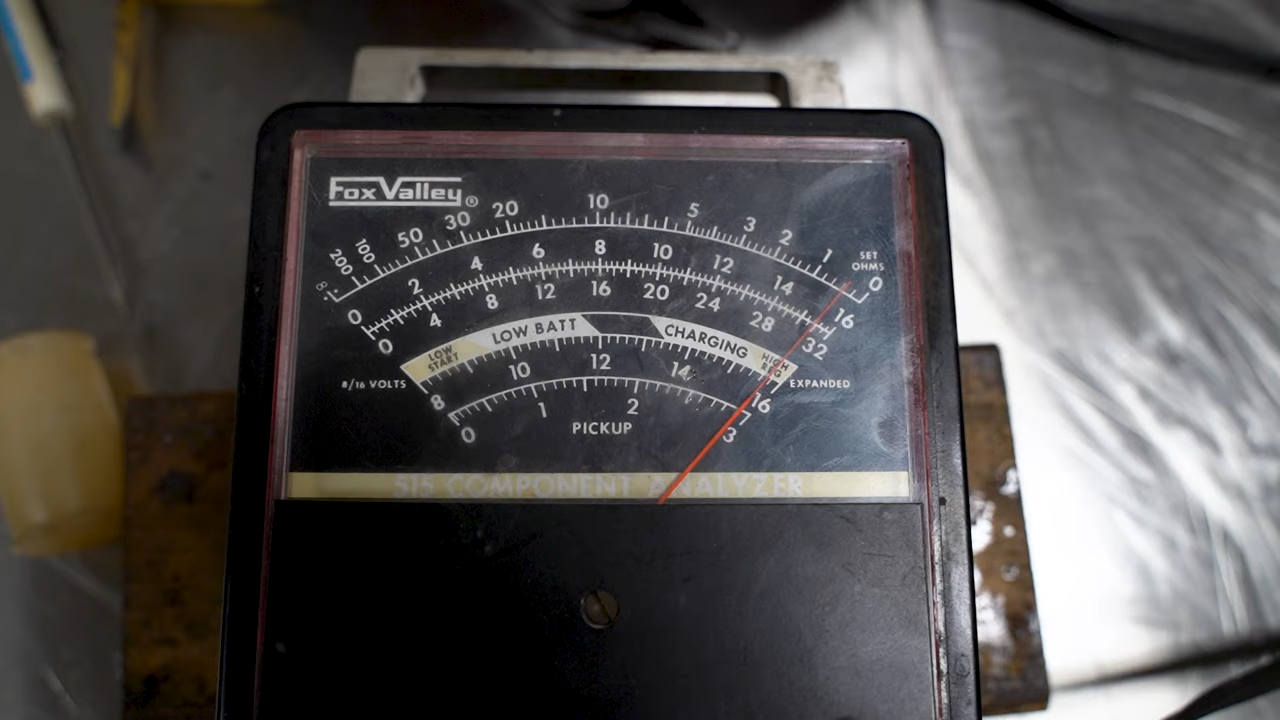 Fox Valley®
∞ 200 100 50 30 20 10 5 3 2 1 0
SET
OHMS
0 2 4 6 8 10 12 14 16
0 4 8 12 16 20 24 28 32
LOW
START
LOW BATT
CHARGING
HIGH
REG
8/16 VOLTS
EXPANDED
8 10 12 14 16
0 1 2 3
PICKUP
515 COMPONENT ANALYZER